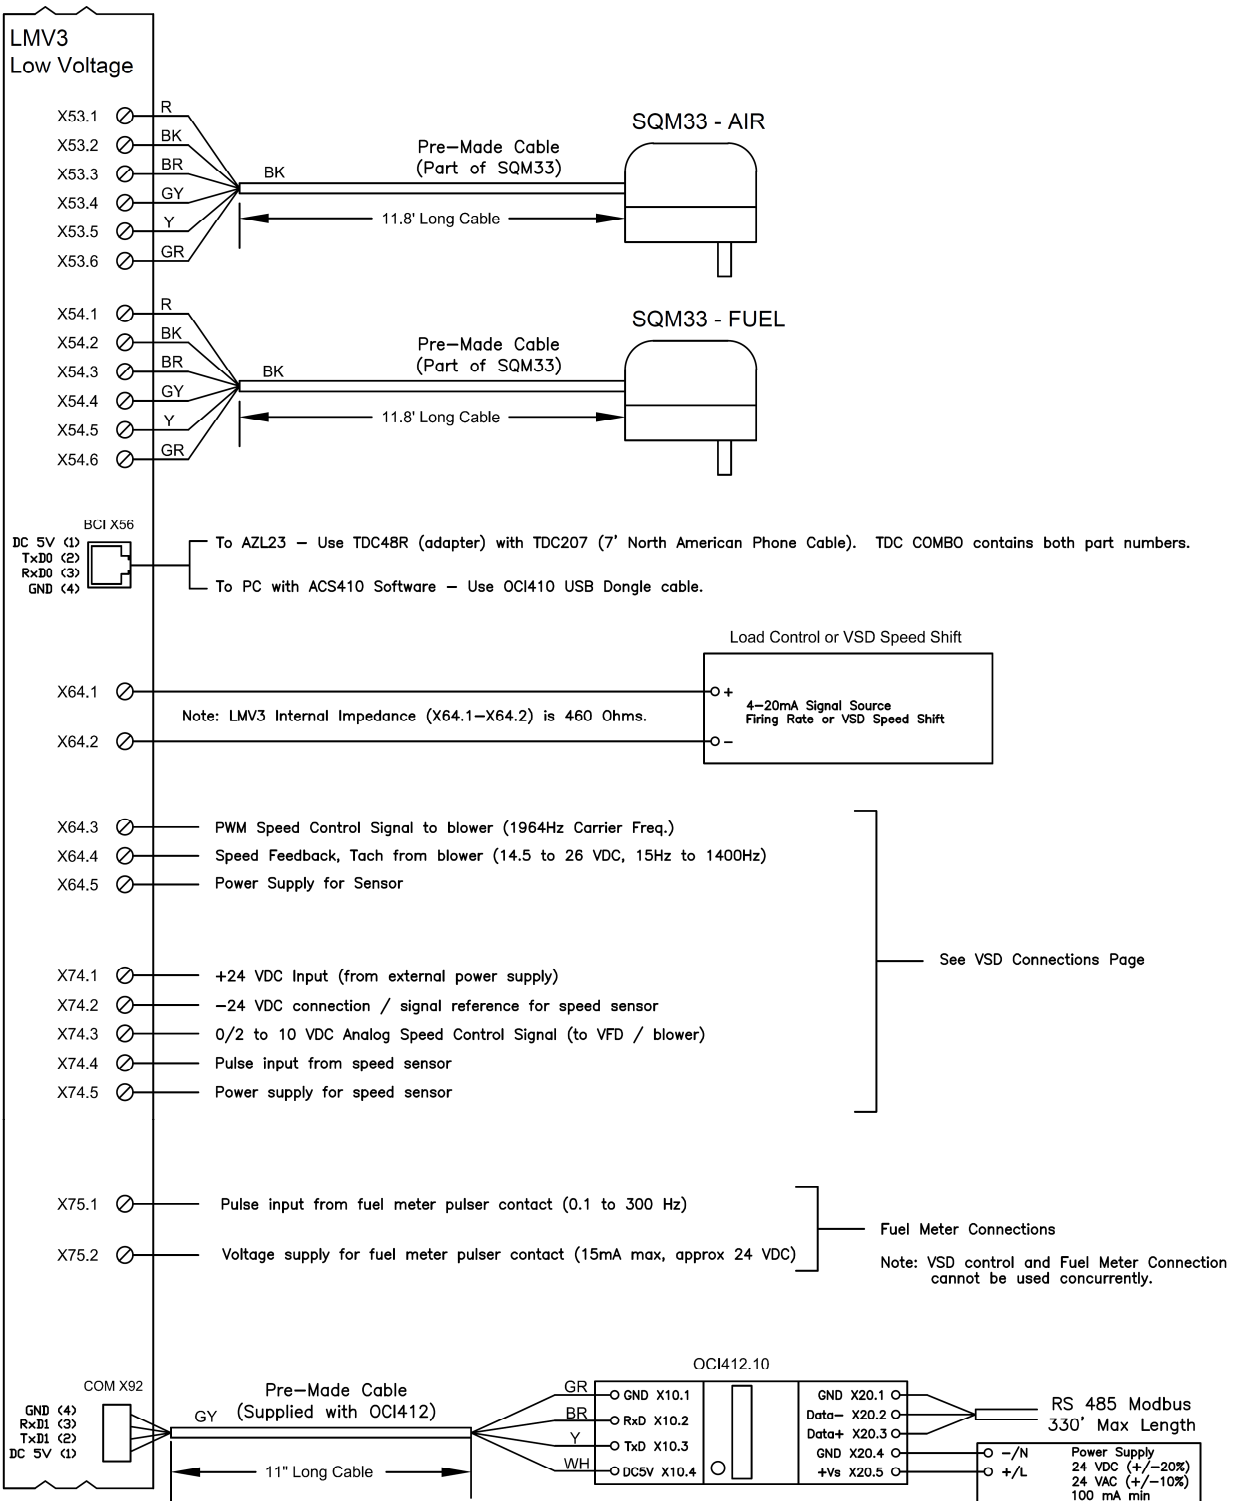 LMV3
Low Voltage
X53.1
R
X53.2
BK
X53.3
BR
X53.4
GY
X53.5
Y
X53.6
GR
BK
Pre-Made Cable
(Part of SQM33)
11.8' Long Cable
SQM33 - AIR
X54.1
R
X54.2
BK
X54.3
BR
X54.4
GY
X54.5
Y
X54.6
GR
BK
Pre-Made Cable
(Part of SQM33)
11.8' Long Cable
SQM33 - FUEL
BCI X56
DC 5V (1)
TxD0 (2)
RxD0 (3)
GND (4)
To AZL23 - Use TDC48R (adapter) with TDC207 (7' North American Phone Cable). TDC COMBO contains both part numbers.
To PC with ACS410 Software - Use OCI410 USB Dongle cable.
Load Control or VSD Speed Shift
X64.1
+
4-20mA Signal Source
Firing Rate or VSD Speed Shift
Note: LMV3 Internal Impedance (X64.1-X64.2) is 460 Ohms.
X64.2
-
X64.3 PWM Speed Control Signal to blower (1964Hz Carrier Freq.)
X64.4 Speed Feedback, Tach from blower (14.5 to 26 VDC, 15Hz to 1400Hz)
X64.5 Power Supply for Sensor
See VSD Connections Page
X74.1 +24 VDC Input (from external power supply)
X74.2 -24 VDC connection / signal reference for speed sensor
X74.3 0/2 to 10 VDC Analog Speed Control Signal (to VFD / blower)
X74.4 Pulse input from speed sensor
X74.5 Power supply for speed sensor
X75.1 Pulse input from fuel meter pulser contact (0.1 to 300 Hz)
X75.2 Voltage supply for fuel meter pulser contact (15mA max, approx 24 VDC)
Fuel Meter Connections
Note: VSD control and Fuel Meter Connection
cannot be used concurrently.
COM X92
GND (4)
RxD1 (3)
TxD1 (2)
DC 5V (1)
GY
Pre-Made Cable
(Supplied with OCI412)
11" Long Cable
OCI412.10
GR
GND X10.1
BR
RxD X10.2
Y
TxD X10.3
WH
DC5V X10.4
GND X20.1
Data- X20.2
Data+ X20.3
GND X20.4
+Vs X20.5
RS 485 Modbus
330' Max Length
-/N
+/L
Power Supply
24 VDC (+/-20%)
24 VAC (+/-10%)
100 mA min